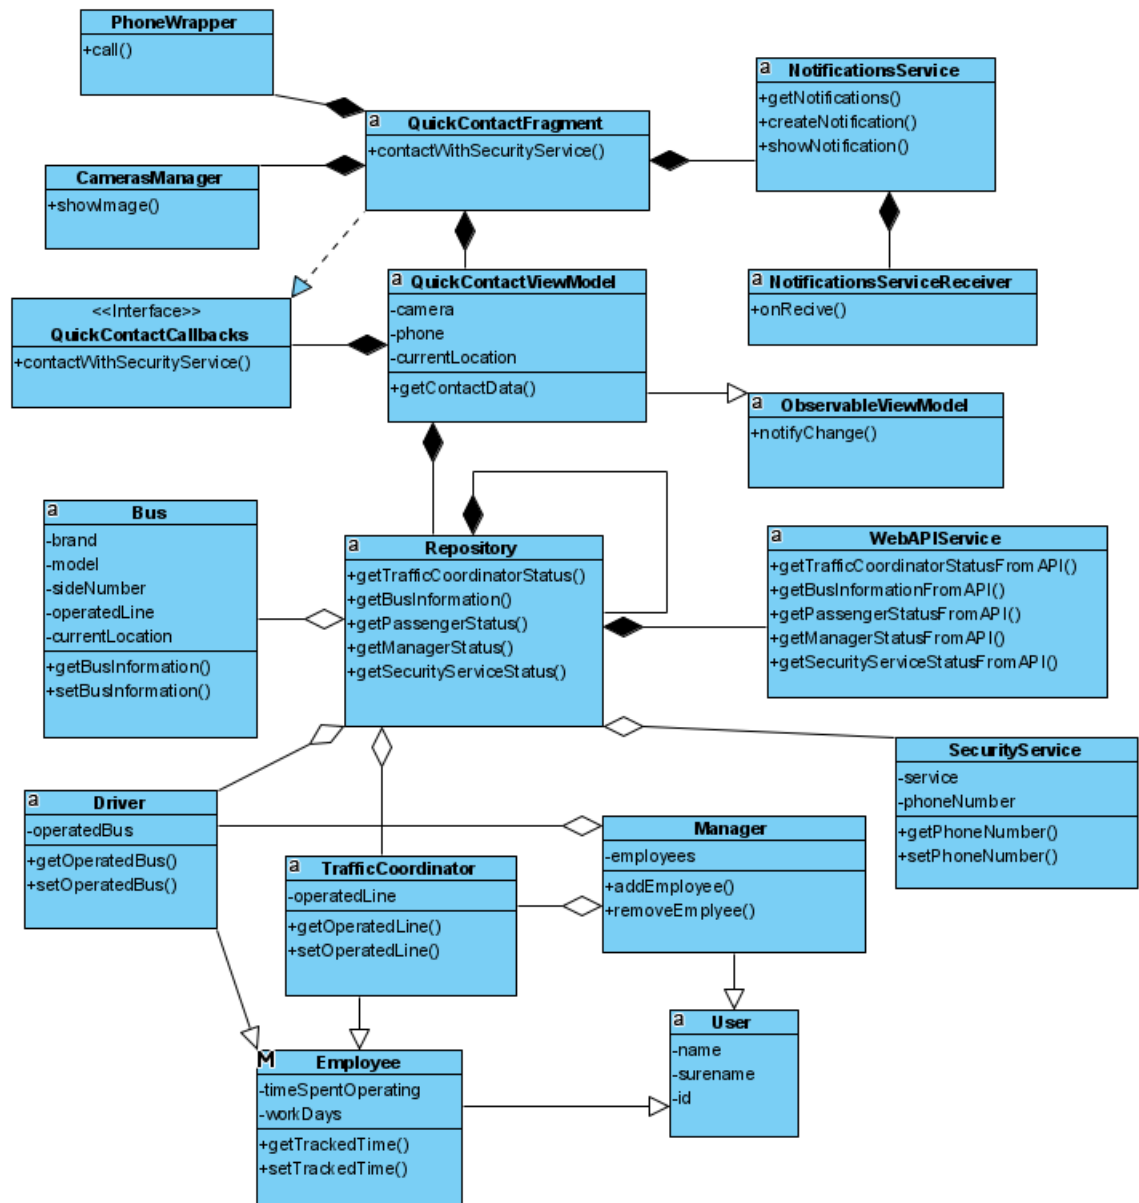 PhoneWrapper
+call()
a
NotificationsService
+getNotifications()
+createNotification()
+showNotification()
a
QuickContactFragment
+contactWithSecurityService()
CamerasManager
+showImage()
a
QuickContactViewModel
-camera
-phone
-currentLocation
+getContactData()
a
NotificationsServiceReceiver
+onRecive()
<<Interface>>
QuickContactCallbacks
+contactWithSecurityService()
a
ObservableViewModel
+notifyChange()
a
Bus
-brand
-model
-sideNumber
-operatedLine
-currentLocation
+getBusInformation()
+setBusInformation()
a
Repository
+getTrafficCoordinatorStatus()
+getBusInformation()
+getPassengerStatus()
+getManagerStatus()
+getSecurityServiceStatus()
a
WebAPIService
+getTrafficCoordinatorStatusFromAPI()
+getBusInformationFromAPI()
+getPassengerStatusFromAPI()
+getManagerStatusFromAPI()
+getSecurityServiceStatusFromAPI()
SecurityService
-service
-phoneNumber
+getPhoneNumber()
+setPhoneNumber()
a
Driver
-operatedBus
+getOperatedBus()
+setOperatedBus()
a
TrafficCoordinator
-operatedLine
+getOperatedLine()
+setOperatedLine()
Manager
-employees
+addEmployee()
+removeEmplyee()
a
User
-name
-surename
-id
M
Employee
-timeSpentOperating
-workDays
+getTrackedTime()
+setTrackedTime()